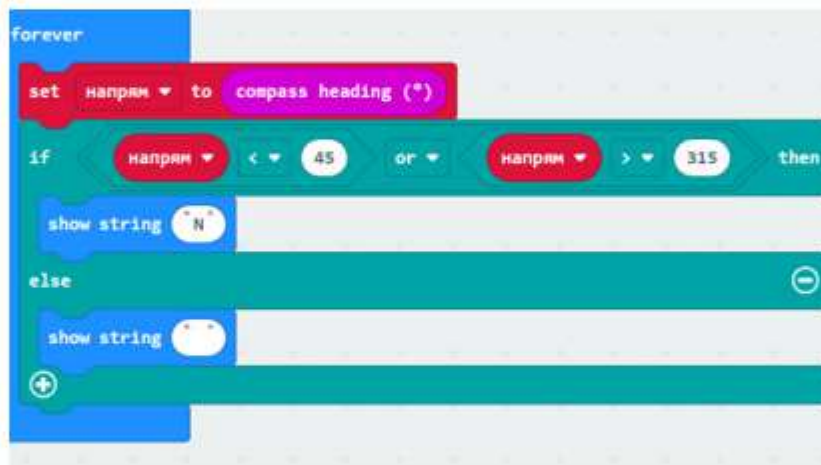 forever
set напрям to compass heading (°)
if напрям < 45 or напрям > 315 then
show string "N"
else
show string " "